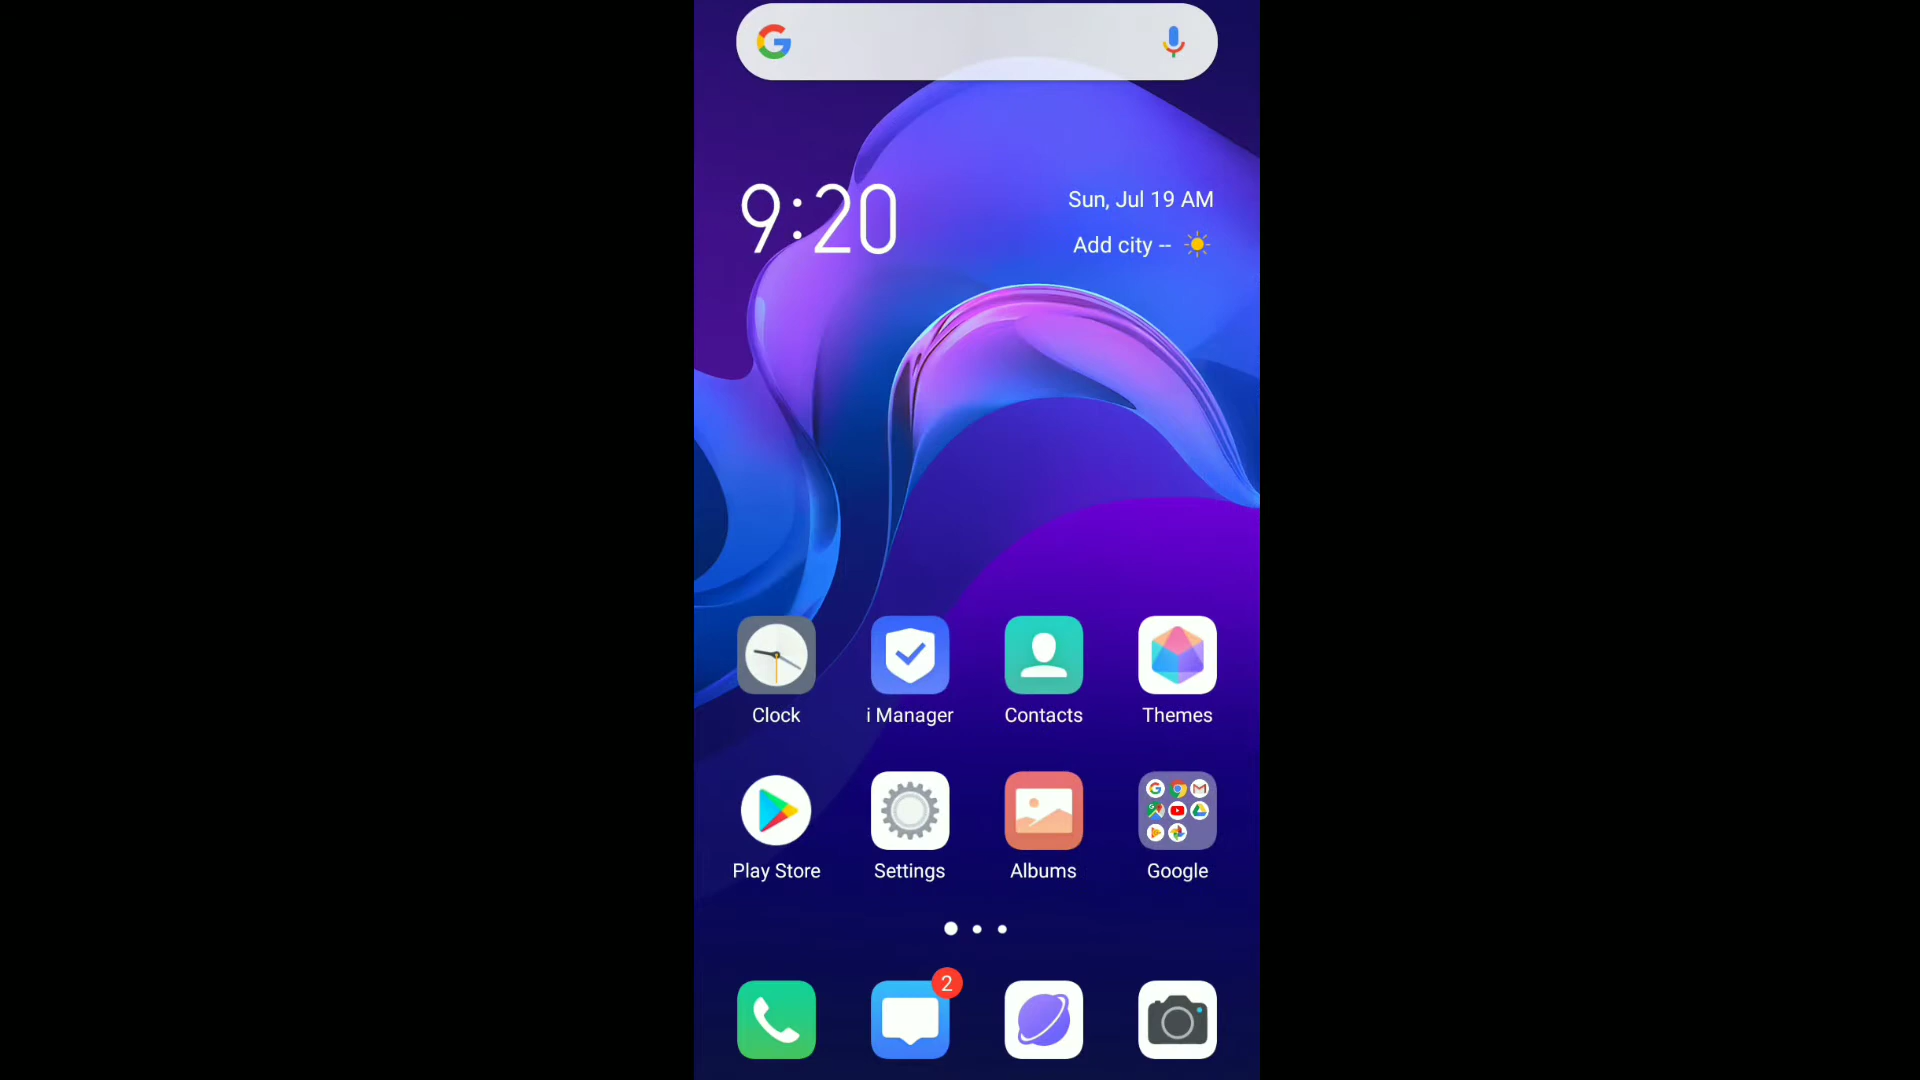 9:20
Sun, Jul 19 AM
Add city --
Clock
i Manager
Contacts
Themes
Play Store
Settings
Albums
Google
2